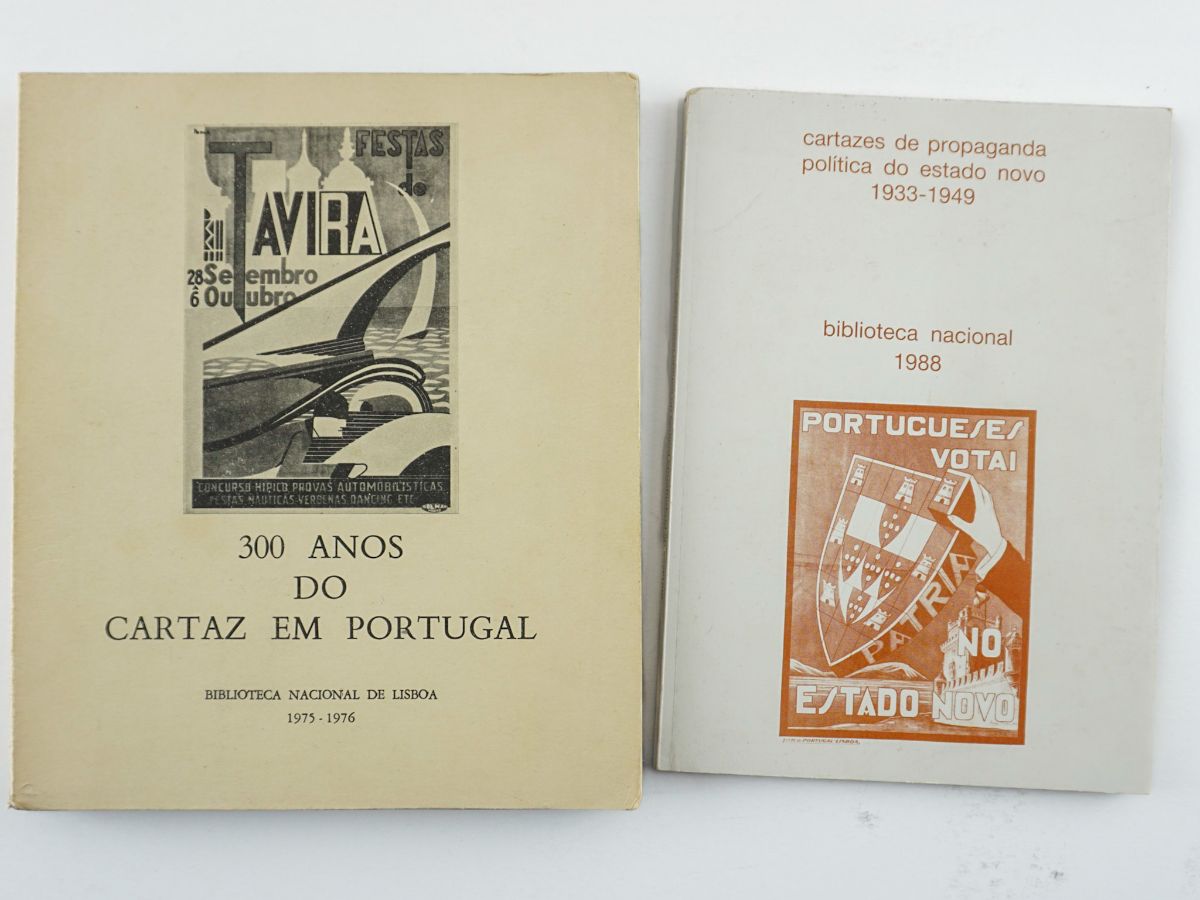 FESTAS
de
TAVIRA
28 Setembro
a
6 Outubro
CONCURSO HIPICO PROVAS AUTOMOBILISTICAS
FESTAS NAUTICAS-VERBENAS DANCING ETC
300 ANOS
DO
CARTAZ EM PORTUGAL
BIBLIOTECA NACIONAL DE LISBOA
1975 - 1976
cartazes de propaganda
política do estado novo
1933-1949
biblioteca nacional
1988
PORTUGUESES
VOTAI
PATRIA
NO
ESTADO NOVO